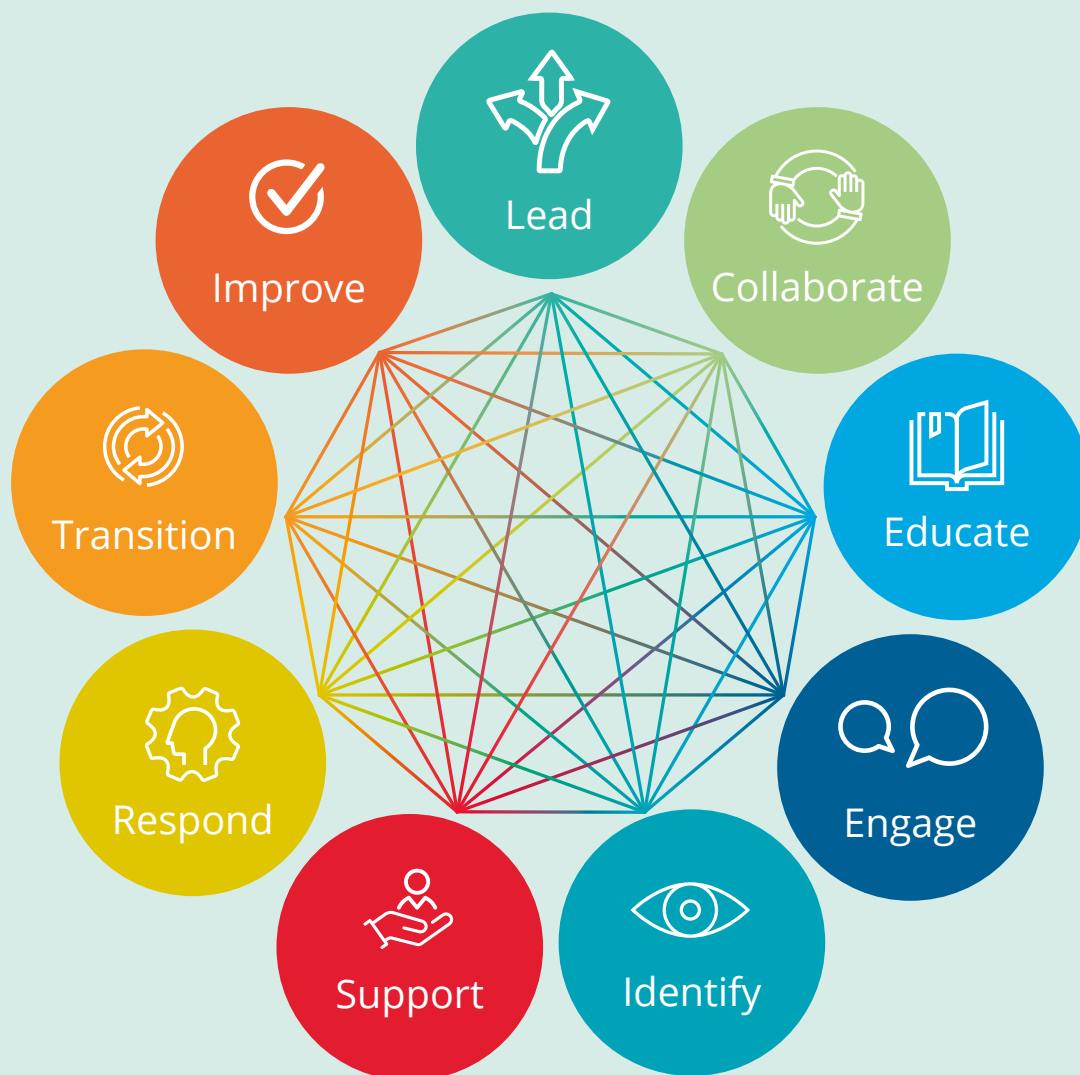 Lead
Collaborate
Educate
Engage
Identify
Support
Respond
Transition
Improve